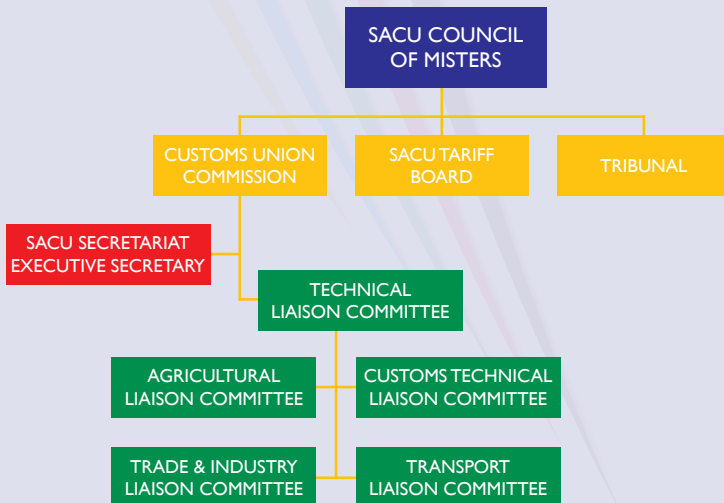 SACU COUNCIL
OF MISTERS
CUSTOMS UNION
COMMISSION
SACU TARIFF
BOARD
TRIBUNAL
SACU SECRETARIAT
EXECUTIVE SECRETARY
TECHNICAL
LIAISON COMMITTEE
AGRICULTURAL
LIAISON COMMITTEE
CUSTOMS TECHNICAL
LIAISON COMMITTEE
TRADE & INDUSTRY
LIAISON COMMITTEE
TRANSPORT
LIAISON COMMITTEE